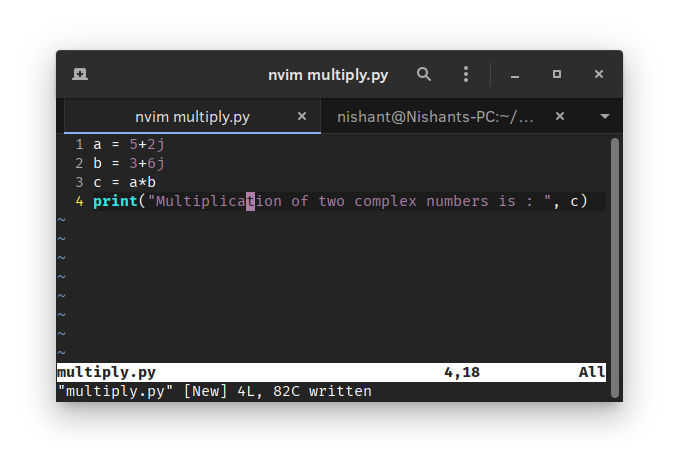 nvim multiply.py
nvim multiply.py
nishant@Nishants-PC:~/...
1 a = 5+2j
2 b = 3+6j
3 c = a*b
4 print("Multiplication of two complex numbers is : ", c)
~
~
~
~
~
~
~
~
multiply.py 4,18 All
"multiply.py" [New] 4L, 82C written